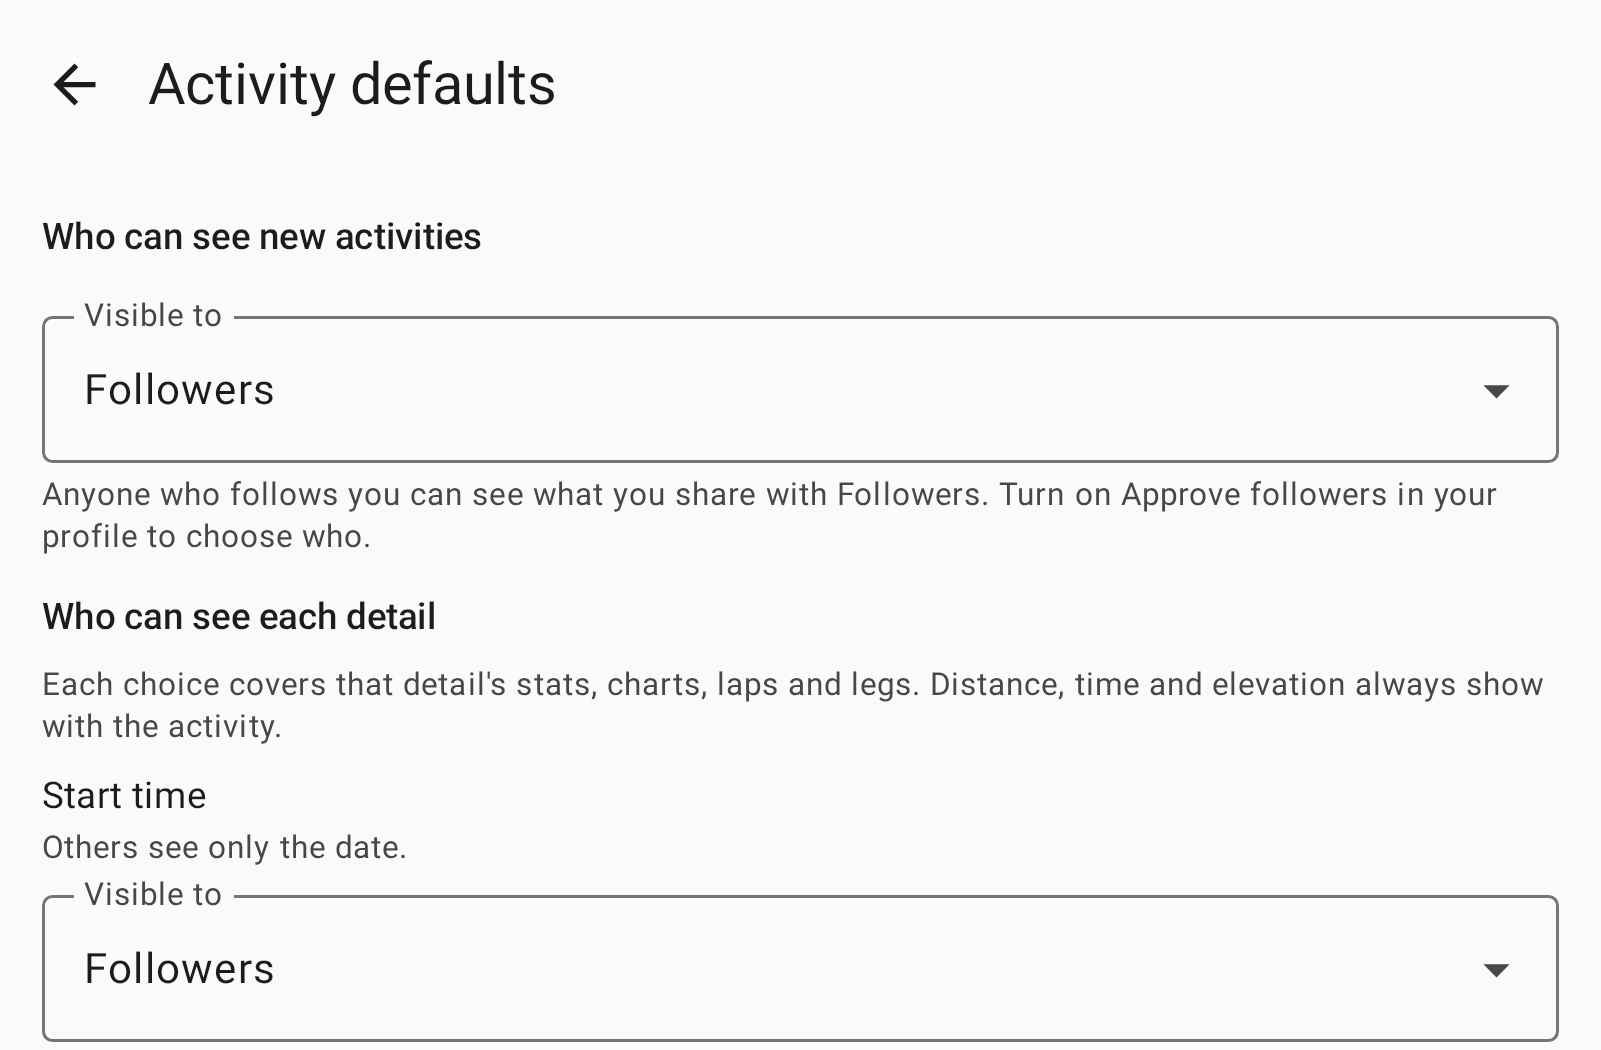 Activity defaults
Who can see new activities
Visible to
Followers
Anyone who follows you can see what you share with Followers. Turn on Approve followers in your
profile to choose who.
Who can see each detail
Each choice covers that detail's stats, charts, laps and legs. Distance, time and elevation always show
with the activity.
Start time
Others see only the date.
Visible to
Followers